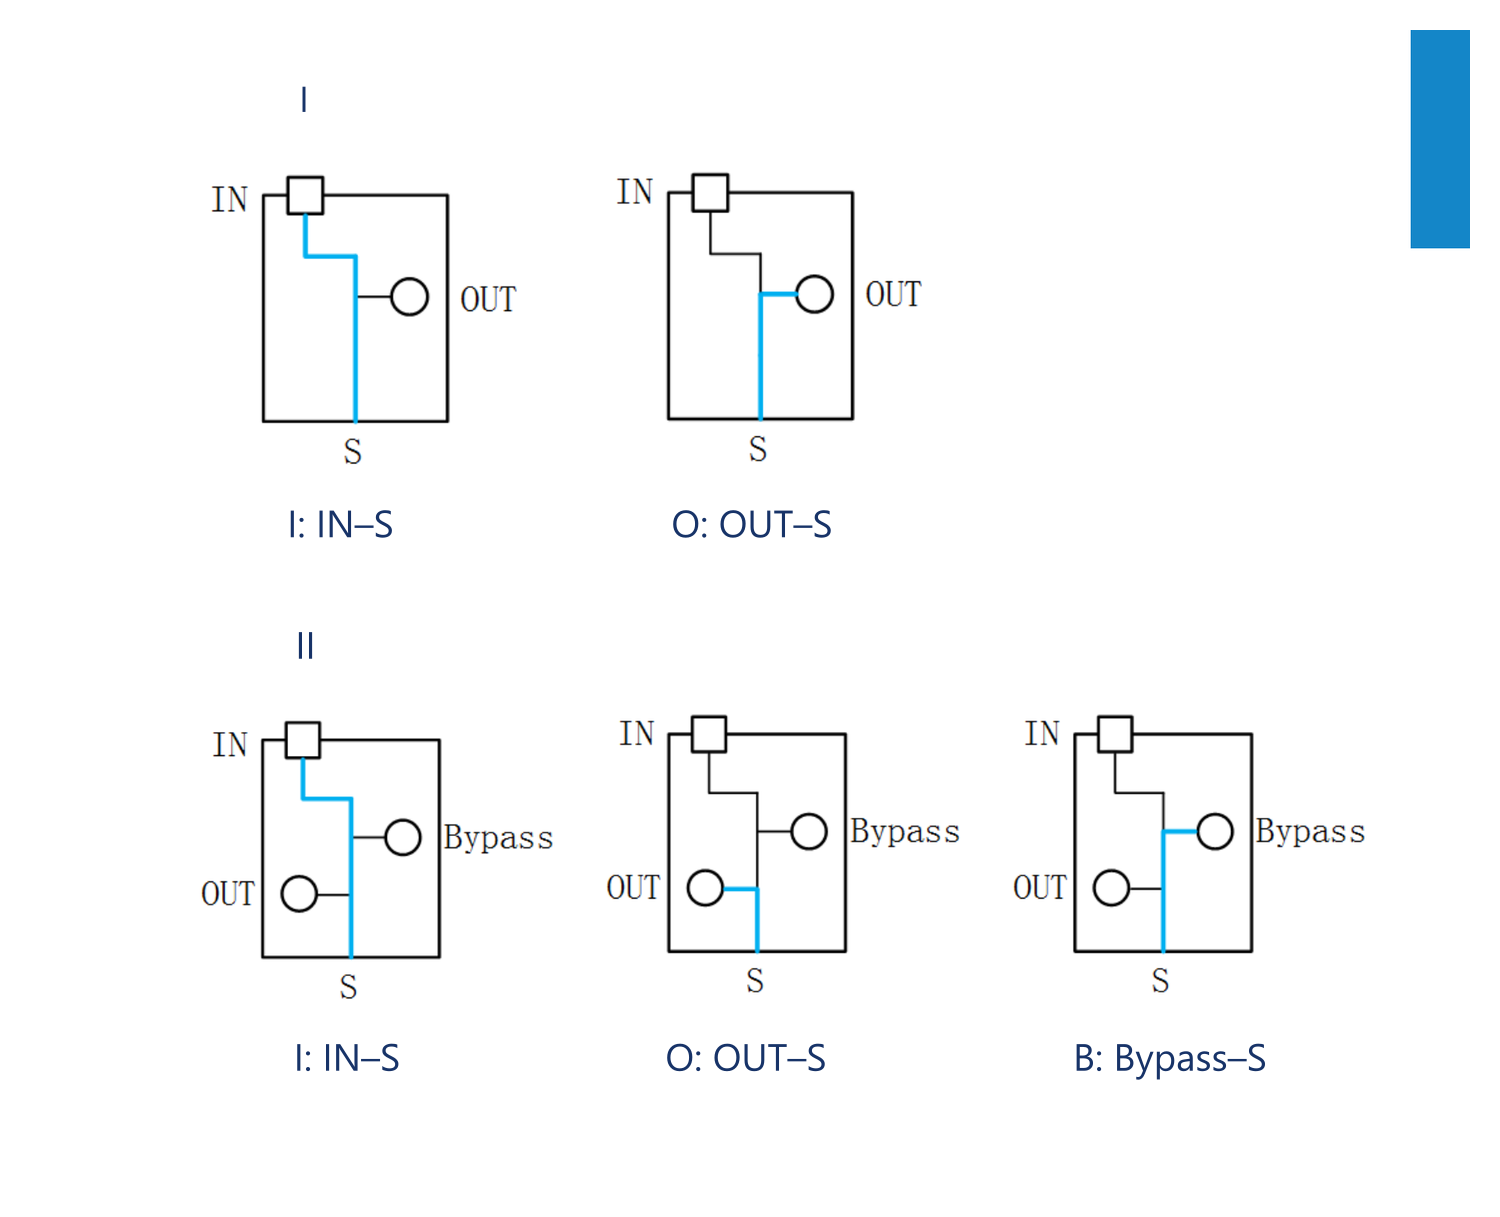 I
IN
OUT
S
I: IN–S
IN
OUT
S
O: OUT–S
II
IN
Bypass
OUT
S
I: IN–S
IN
Bypass
OUT
S
O: OUT–S
IN
Bypass
OUT
S
B: Bypass–S